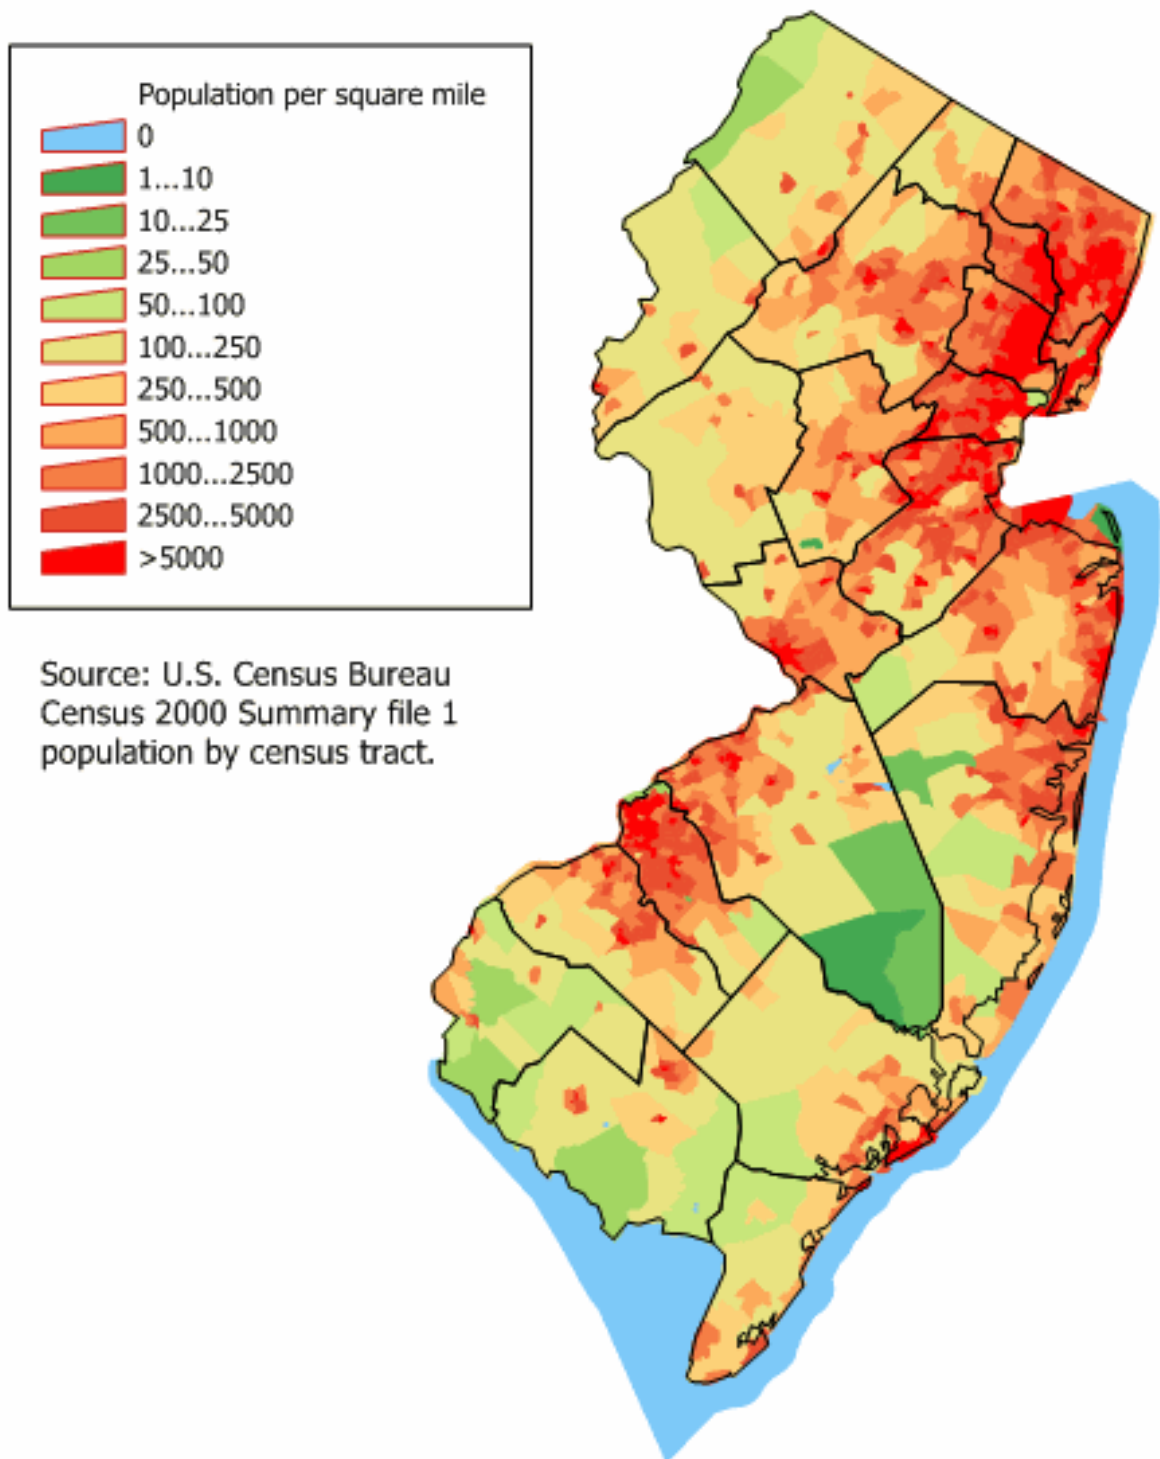 Population per square mile
0
1...10
10...25
25...50
50...100
100...250
250...500
500...1000
1000...2500
2500...5000
>5000
Source: U.S. Census Bureau
Census 2000 Summary file 1
population by census tract.